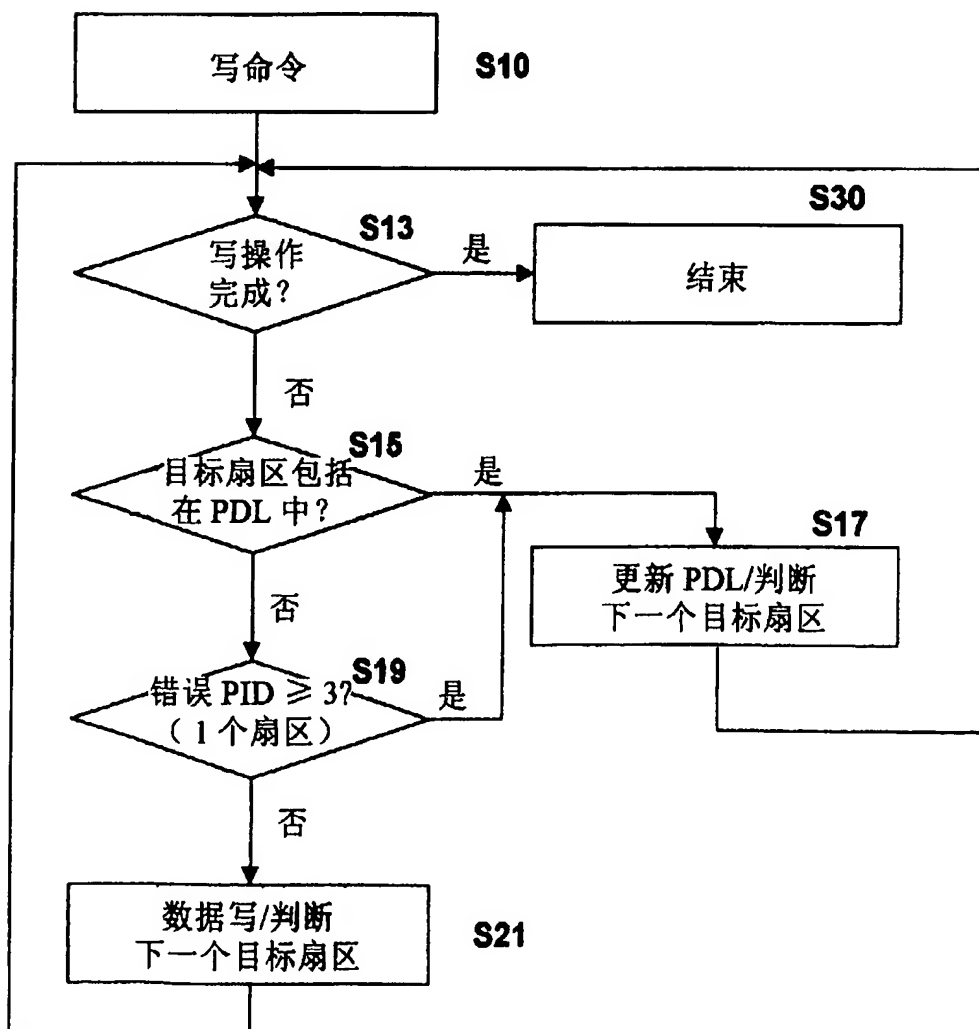 写命令
S10
S30
S13
写操作
完成？
是
结束
否
S15
目标扇区包括
在 PDL 中？
是
S17
更新 PDL/判断
下一个目标扇区
否
S19
错误 PID ≥ 3?
（1 个扇区）
是
否
数据写/判断
下一个目标扇区
S21